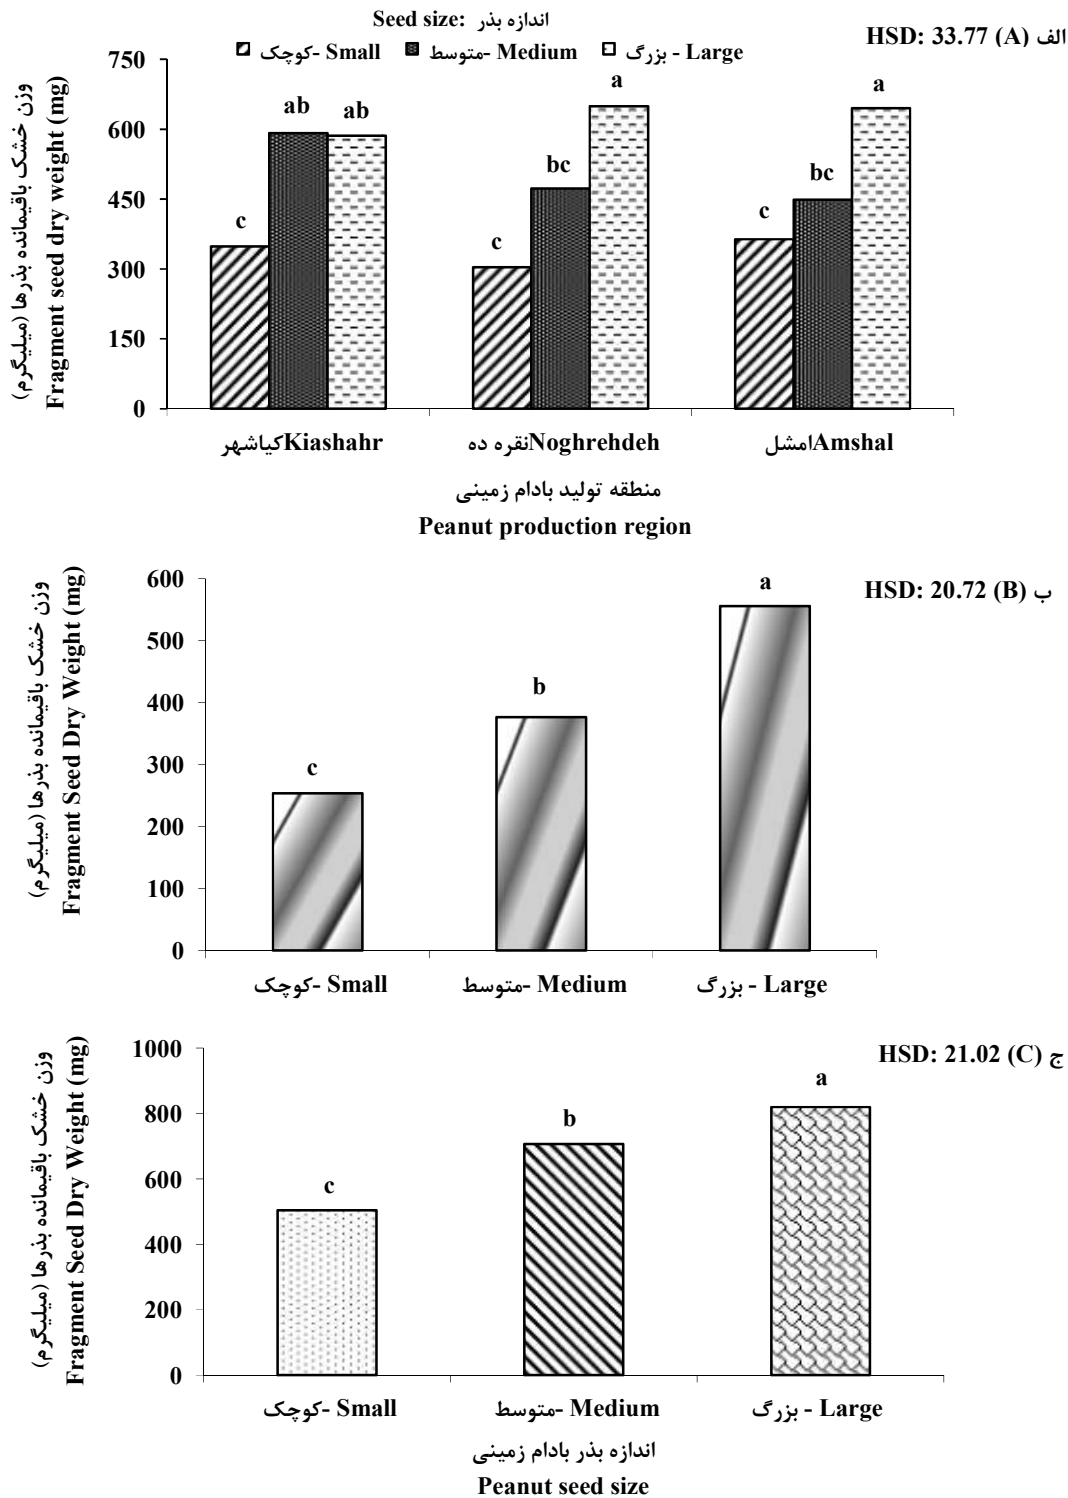 Seed size: اندازه بذر
کوچک- Small متوسط- Medium بزرگ - Large
الف (A) HSD: 33.77
وزن خشک باقیمانده بذرها (میلیگرم)
Fragment seed dry weight (mg)
750
600
450
300
150
0
c ab ab c bc a c bc a
کیاشهرKiashahr نقره دهNoghrehdeh امشلAmshal
منطقه تولید بادام زمینی
Peanut production region
ب (B) HSD: 20.72
وزن خشک باقیمانده بذرها (میلیگرم)
Fragment Seed Dry Weight (mg)
600
500
400
300
200
100
0
c b a
کوچک- Small متوسط- Medium بزرگ - Large
ج (C) HSD: 21.02
وزن خشک باقیمانده بذرها (میلیگرم)
Fragment Seed Dry Weight (mg)
1000
800
600
400
200
0
c b a
کوچک- Small متوسط- Medium بزرگ - Large
اندازه بذر بادام زمینی
Peanut seed size